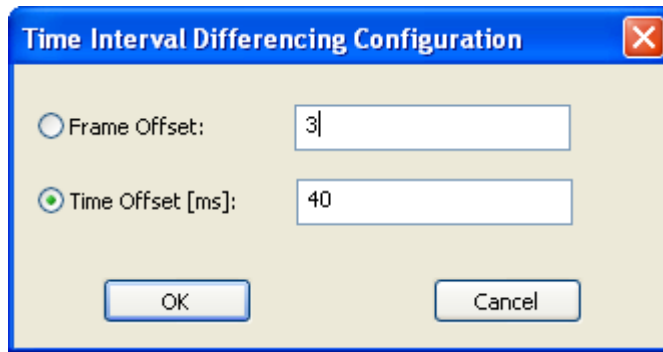 Time Interval Differencing Configuration
Frame Offset: 3
Time Offset [ms]: 40
OK Cancel